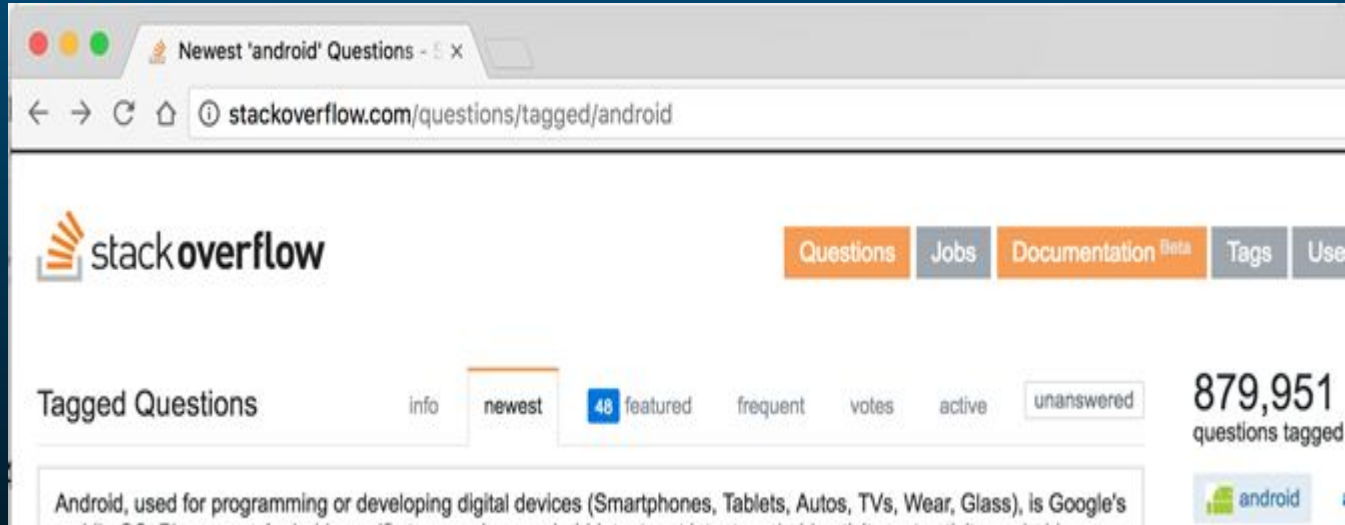 Newest 'android' Questions -
stackoverflow.com/questions/tagged/android
stackoverflow
Questions Jobs Documentation Beta Tags Use
Tagged Questions info newest 48 featured frequent votes active unanswered
879,951
questions tagged
Android, used for programming or developing digital devices (Smartphones, Tablets, Autos, TVs, Wear, Glass), is Google's
android